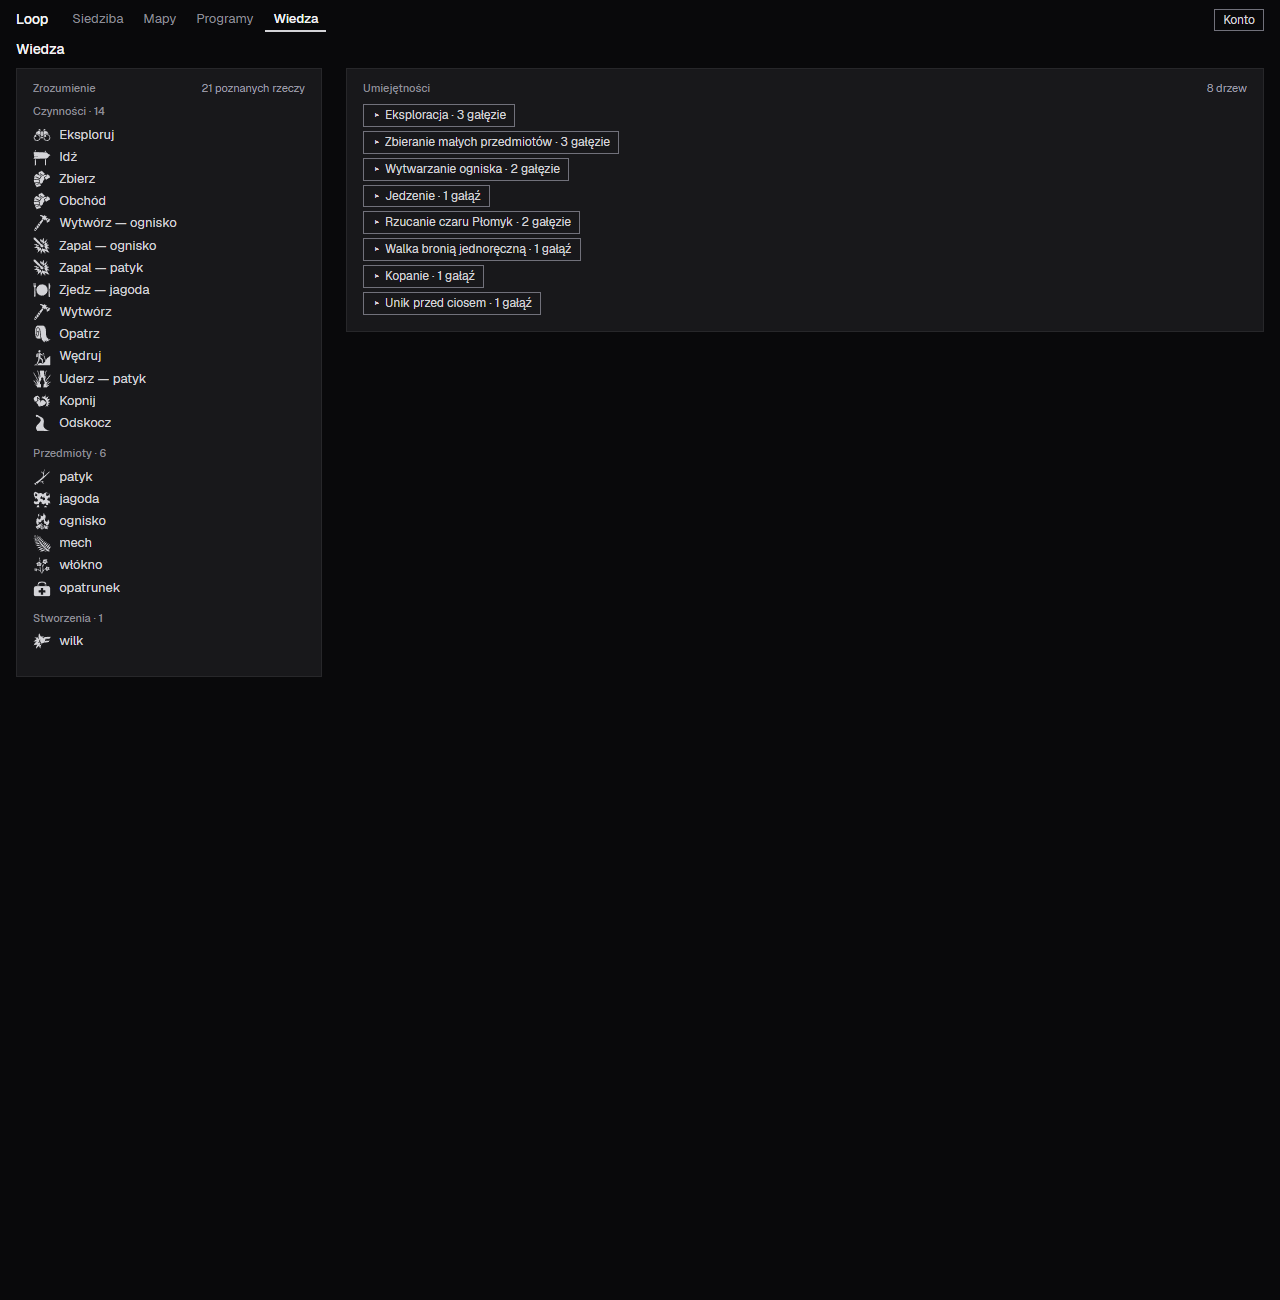 Loop Siedziba Mapy Programy Wiedza Konto
Wiedza
Zrozumienie 21 poznanych rzeczy
Czynności · 14
Eksploruj
Idź
Zbierz
Obchód
Wytwórz — ognisko
Zapal — ognisko
Zapal — patyk
Zjedz — jagoda
Wytwórz
Opatrz
Wędruj
Uderz — patyk
Kopnij
Odskocz
Przedmioty · 6
patyk
jagoda
ognisko
mech
włókno
opatrunek
Stworzenia · 1
wilk
Umiejętności 8 drzew
Eksploracja · 3 gałęzie
Zbieranie małych przedmiotów · 3 gałęzie
Wytwarzanie ogniska · 2 gałęzie
Jedzenie · 1 gałąź
Rzucanie czaru Płomyk · 2 gałęzie
Walka bronią jednoręczną · 1 gałąź
Kopanie · 1 gałąź
Unik przed ciosem · 1 gałąź